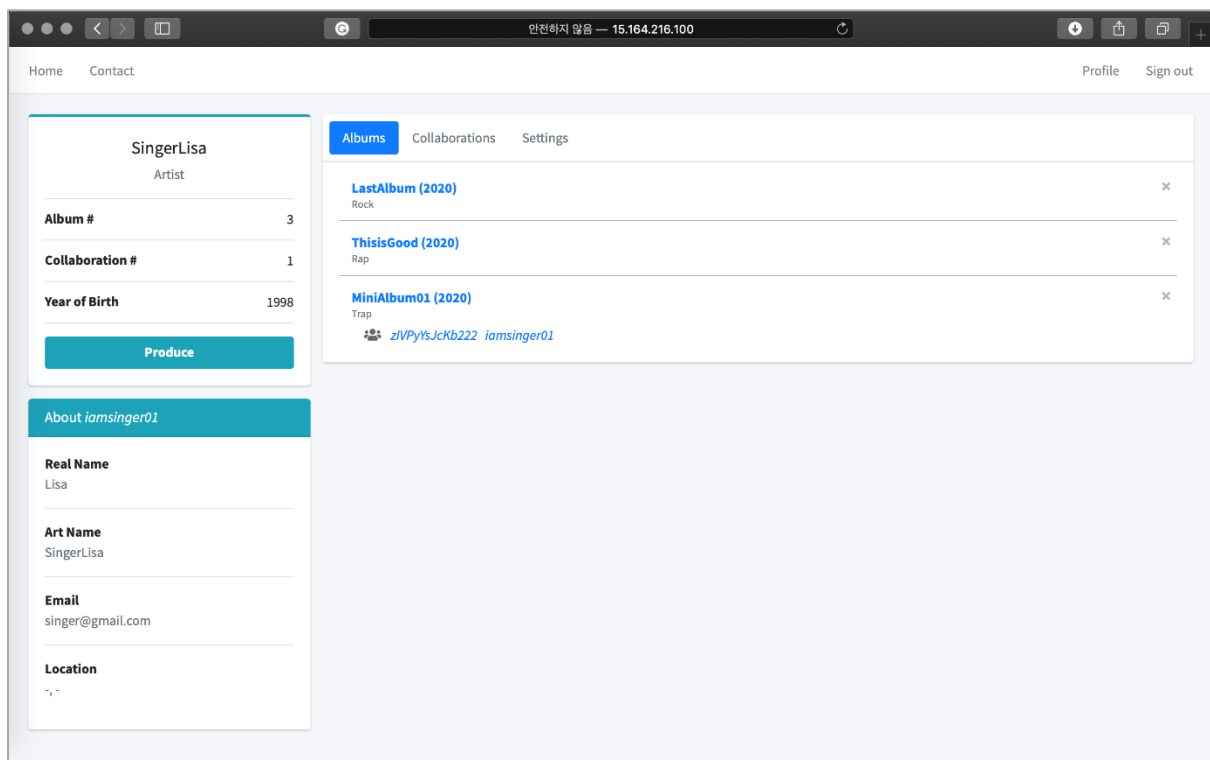 안전하지 않음 — 15.164.216.100
Home Contact Profile Sign out
SingerLisa
Artist
Album # 3
Collaboration # 1
Year of Birth 1998
Produce
About iamsinger01
Real Name
Lisa
Art Name
SingerLisa
Email
singer@gmail.com
Location
-, -
Albums Collaborations Settings
LastAlbum (2020)
Rock
ThisisGood (2020)
Rap
MiniAlbum01 (2020)
Trap
zIVPyYsJcKb222 iamsinger01